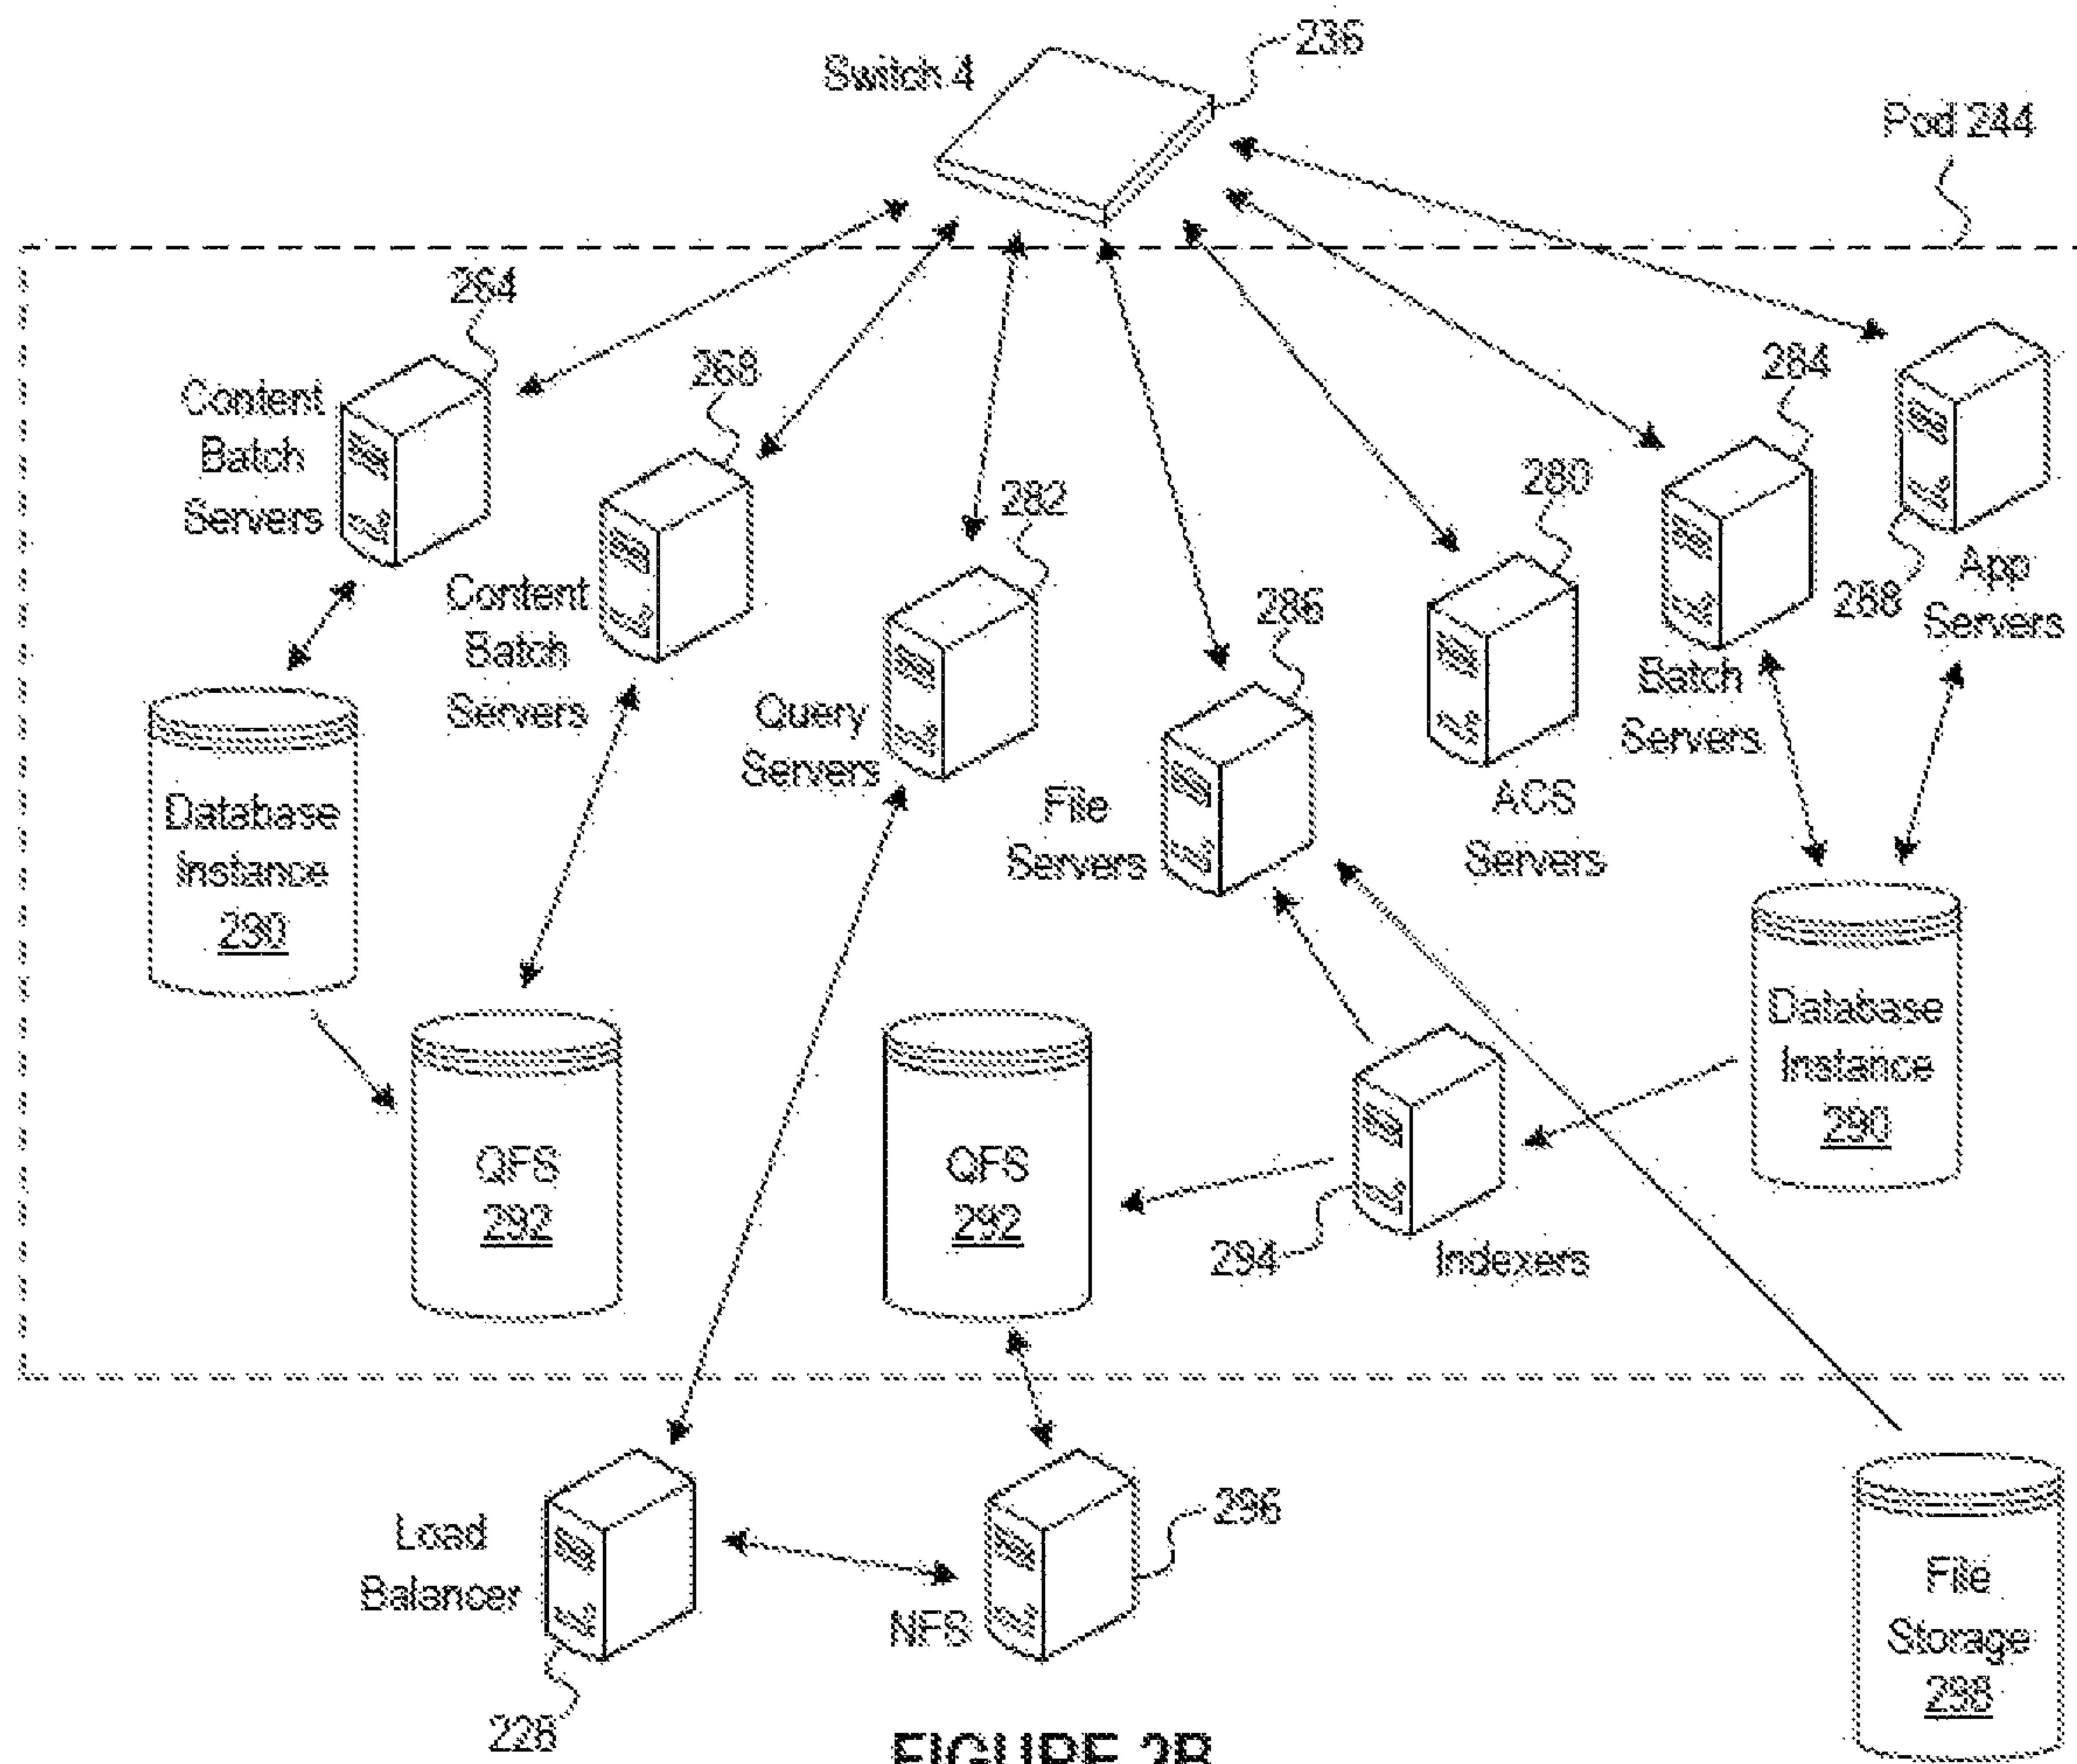 Switch 4
236
Pod 244
264
Content
Batch
Servers
268
Content
Batch
Servers
282
Query
Servers
286
File
Servers
280
ACS
Servers
284
Batch
Servers
288
App
Servers
Database
Instance
290
QFS
292
QFS
292
294
Indexers
Database
Instance
290
Load
Balancer
228
NFS
296
File
Storage
298
FIGURE 2B